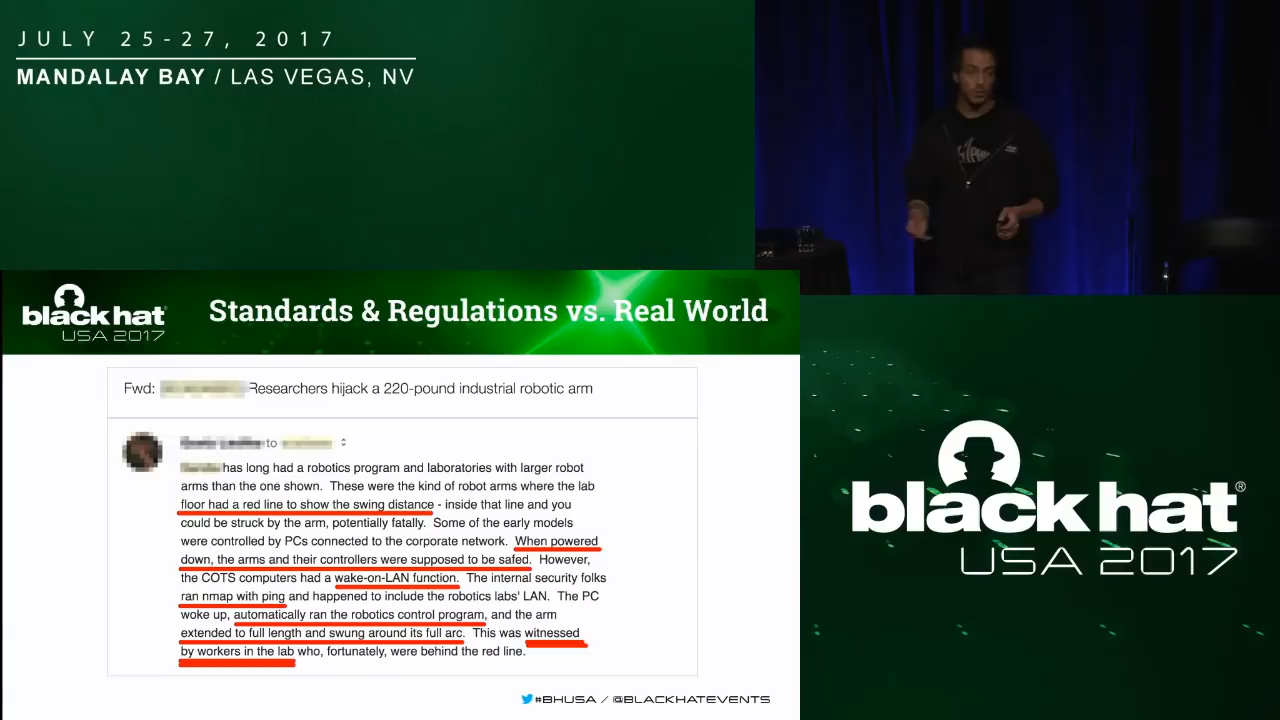 JULY 25-27, 2017
MANDALAY BAY / LAS VEGAS, NV
black hat
USA 2017
Standards & Regulations vs. Real World
Fwd: Researchers hijack a 220-pound industrial robotic arm
to
has long had a robotics program and laboratories with larger robot
arms than the one shown. These were the kind of robot arms where the lab
floor had a red line to show the swing distance - inside that line and you
could be struck by the arm, potentially fatally. Some of the early models
were controlled by PCs connected to the corporate network. When powered
down, the arms and their controllers were supposed to be safed. However,
the COTS computers had a wake-on-LAN function. The internal security folks
ran nmap with ping and happened to include the robotics labs' LAN. The PC
woke up, automatically ran the robotics control program, and the arm
extended to full length and swung around its full arc. This was witnessed
by workers in the lab who, fortunately, were behind the red line.
#BHUSA / @BLACKHATEVENTS
black hat®
USA 2017